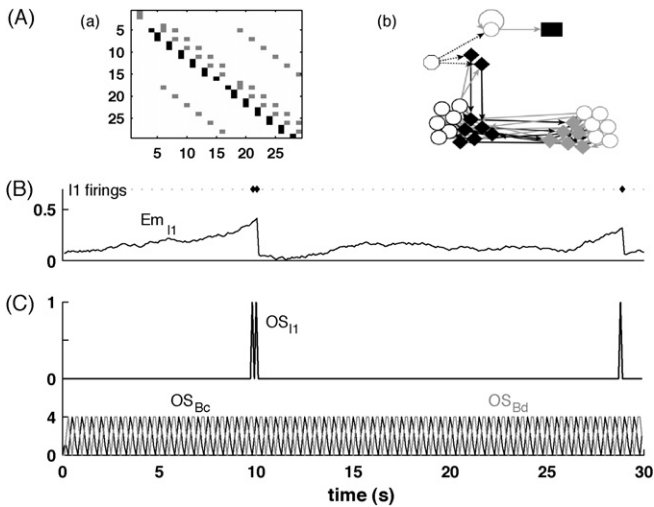 (A)
(a)
(b)
5
10
15
20
25
5 10 15 20 25
(B)
I1 firings
0.5
Em I1
0
(C)
1
OS I1
0
OS Bc
OS Bd
4
0
0 5 10 15 20 25 30
time (s)